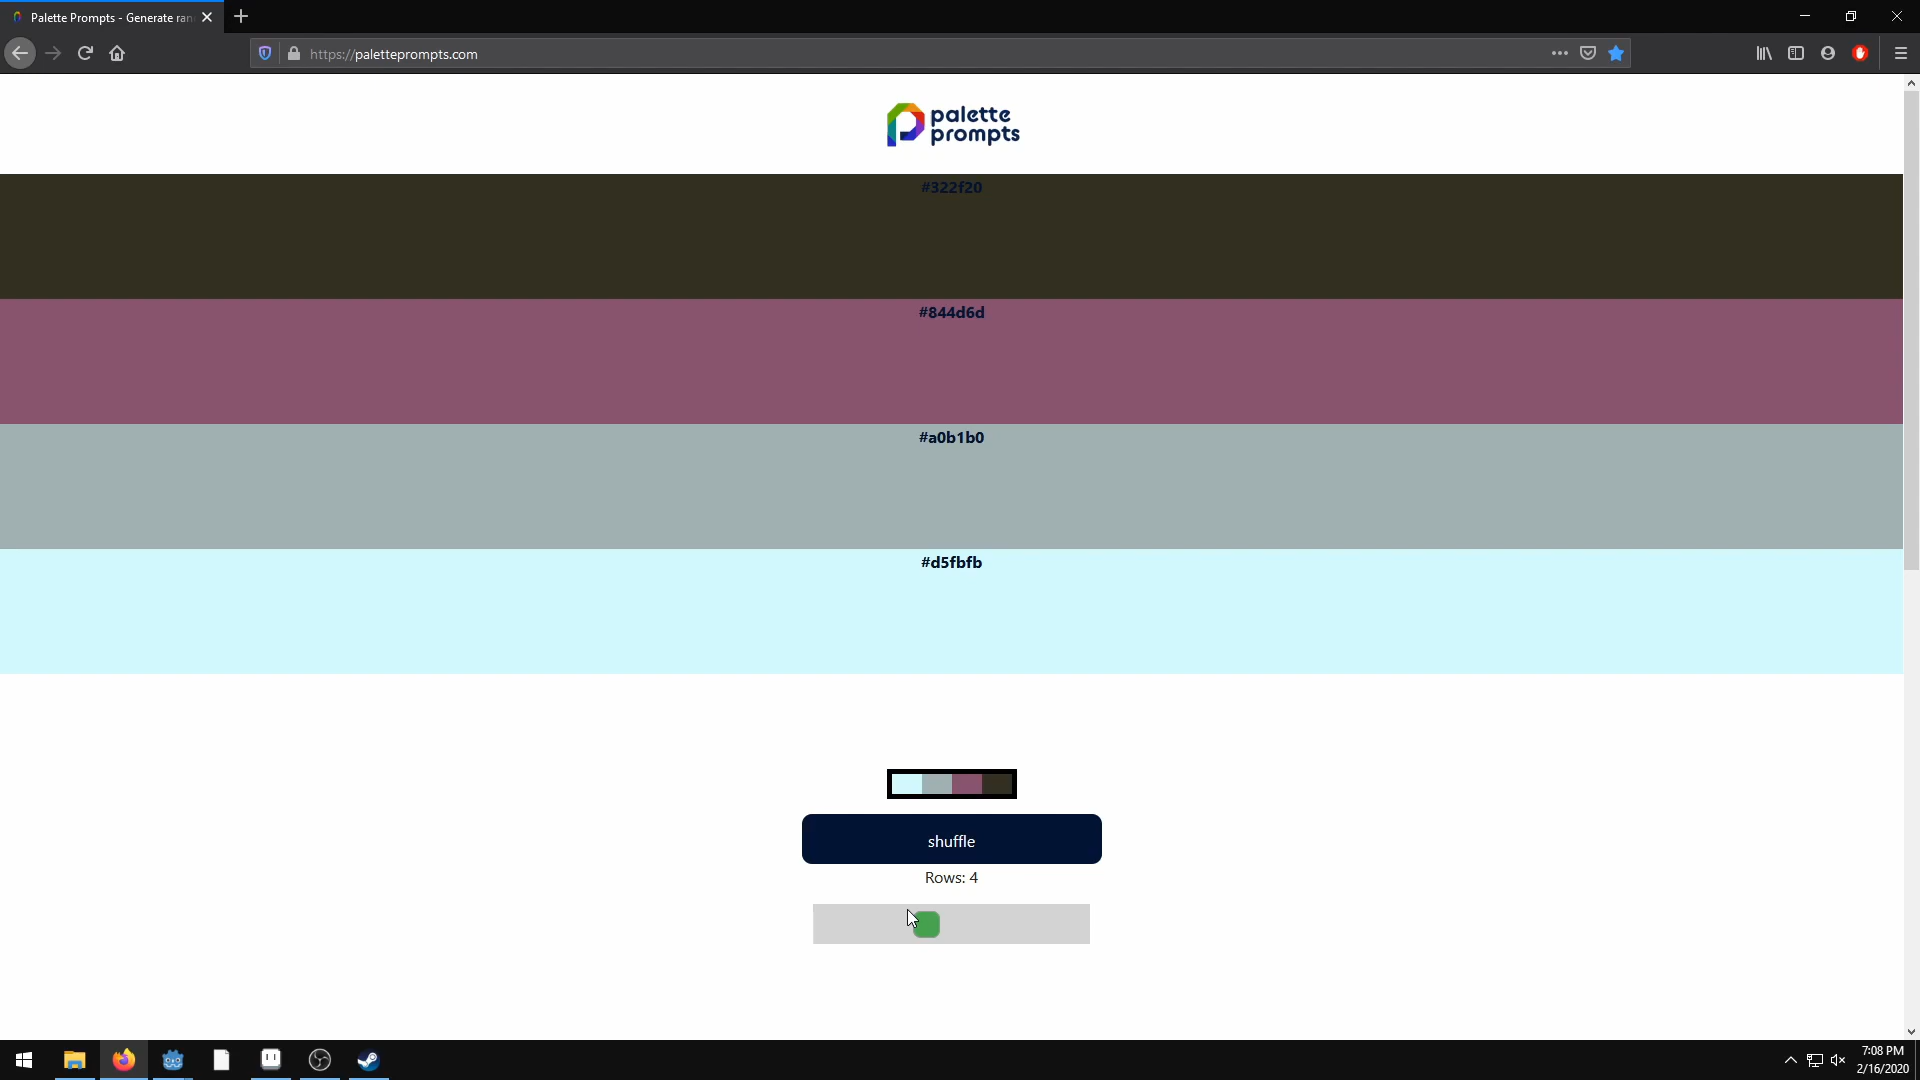 Palette Prompts - Generate ran
https://paletteprompts.com
palette
prompts
#322f20
#844d6d
#a0b1b0
#d5fbfb
shuffle
Rows: 4
7:08 PM
2/16/2020